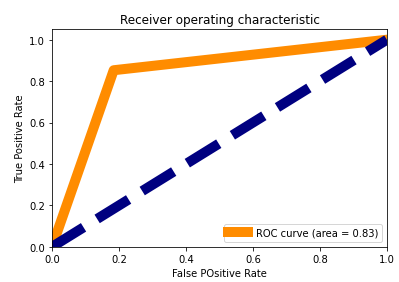 Receiver operating characteristic
True Positive Rate
1.0
0.8
0.6
0.4
0.2
0.0
ROC curve (area = 0.83)
0.0 0.2 0.4 0.6 0.8 1.0
False POsitive Rate